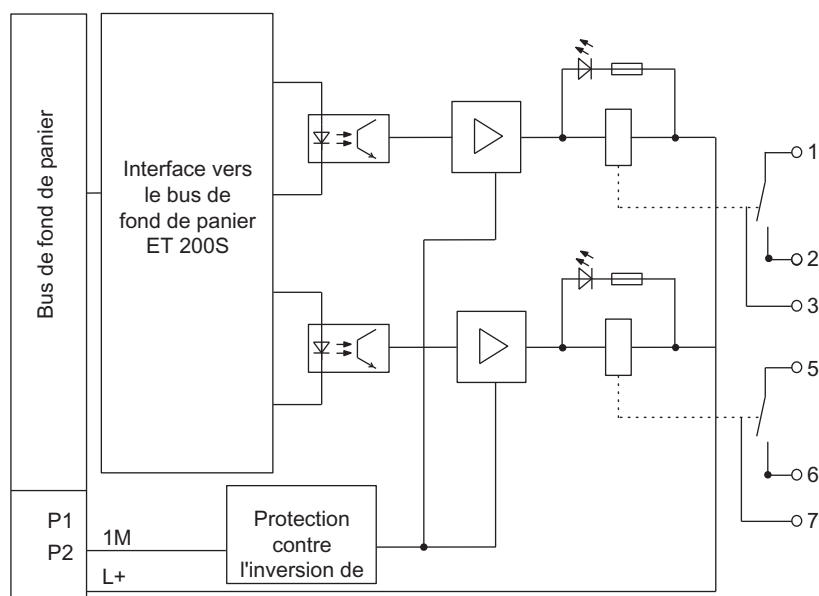 Bus de fond de panier
Interface vers
le bus de
fond de panier
ET 200S
1
2
3
5
6
7
P1
P2
1M
L+
Protection
contre
l'inversion de